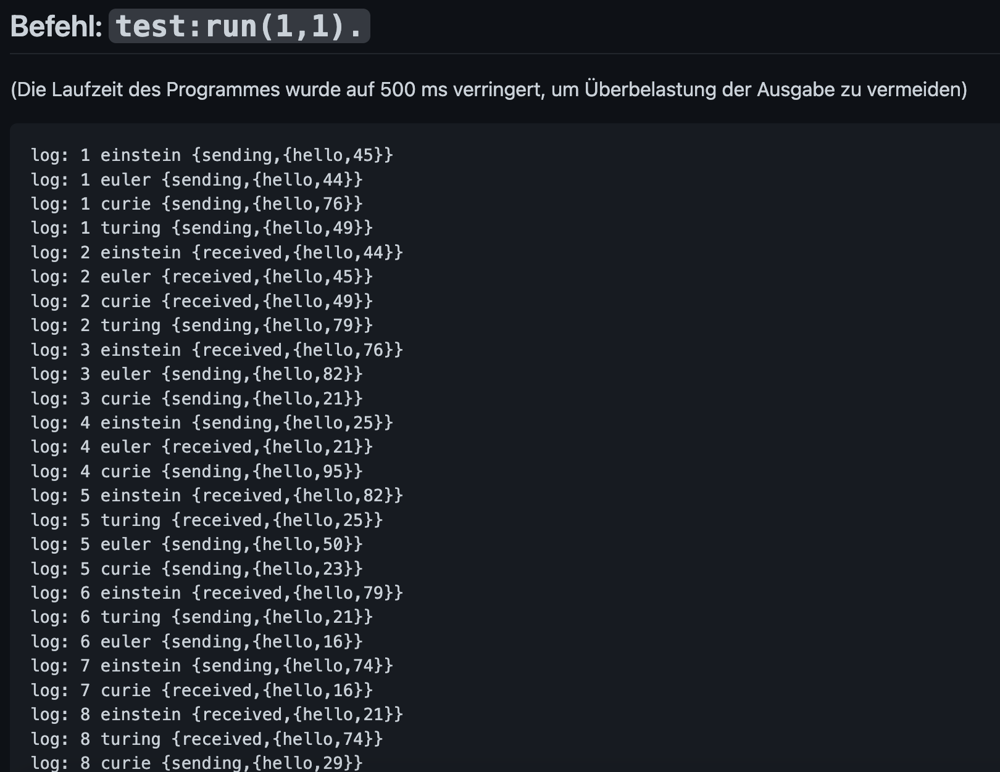 Befehl: test:run(1,1).
(Die Laufzeit des Programmes wurde auf 500 ms verringert, um Überbelastung der Ausgabe zu vermeiden)
log: 1 einstein {sending,{hello,45}}
log: 1 euler {sending,{hello,44}}
log: 1 curie {sending,{hello,76}}
log: 1 turing {sending,{hello,49}}
log: 2 einstein {received,{hello,44}}
log: 2 euler {received,{hello,45}}
log: 2 curie {received,{hello,49}}
log: 2 turing {sending,{hello,79}}
log: 3 einstein {received,{hello,76}}
log: 3 euler {sending,{hello,82}}
log: 3 curie {sending,{hello,21}}
log: 4 einstein {sending,{hello,25}}
log: 4 euler {received,{hello,21}}
log: 4 curie {sending,{hello,95}}
log: 5 einstein {received,{hello,82}}
log: 5 turing {received,{hello,25}}
log: 5 euler {sending,{hello,50}}
log: 5 curie {sending,{hello,23}}
log: 6 einstein {received,{hello,79}}
log: 6 turing {sending,{hello,21}}
log: 6 euler {sending,{hello,16}}
log: 7 einstein {sending,{hello,74}}
log: 7 curie {received,{hello,16}}
log: 8 einstein {received,{hello,21}}
log: 8 turing {received,{hello,74}}
log: 8 curie {sending,{hello,29}}